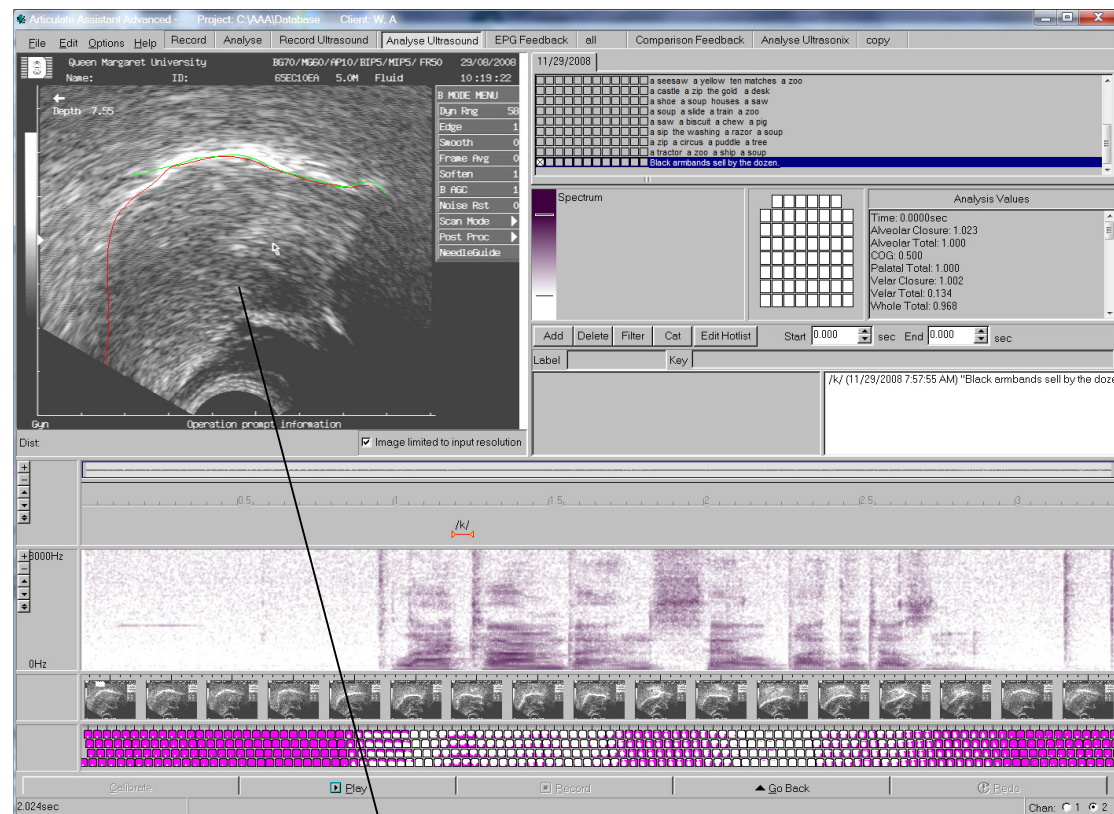 Articulate Assistant Advanced - Project: C:\AAA\Database Client: W, A
File Edit Options Help Record Analyse Record Ultrasound Analyse Ultrasound EPG Feedback all Comparison Feedback Analyse Ultrasonix copy
Queen Margaret University BG70/MG60/AP10/BIP5/MIP5/ FR50 29/08/2008
Name: ID: 65EC10EA 5.0M Fluid 10:19:22
Depth 7.55
B MODE MENU
Dyn Rng 58
Edge 1
Smooth 0
Frame Avg 0
Soften 1
B AGC 1
Noise Rst 0
Scan Mode
Post Proc
NeedleGuide
Gyn Operation prompt information
Dist: Image limited to input resolution
11/29/2008
a seesaw a yellow ten matches a zoo
a castle a zip the gold a desk
a shoe a soup houses a saw
a soup a slide a train a zoo
a saw a biscuit a chew a pig
a sip the washing a razor a soup
a zip a circus a puddle a tree
a tractor a zoo a ship a soup
Black armbands sell by the dozen.
Spectrum
Analysis Values
Time: 0.0000sec
Alveolar Closure: 1.023
Alveolar Total: 1.000
COG: 0.500
Palatal Total: 1.000
Velar Closure: 1.002
Velar Total: 0.134
Whole Total: 0.968
Add Delete Filter Cat Edit Hotlist Start 0.000 sec End 0.000 sec
Label Key
/k/ (11/29/2008 7:57:55 AM) "Black armbands sell by the doze
0.5 1 1.5 2 2.5 3
/k/
8000Hz
0Hz
Calibrate Play Record Go Back Redo
2.024sec Chan: 1 2